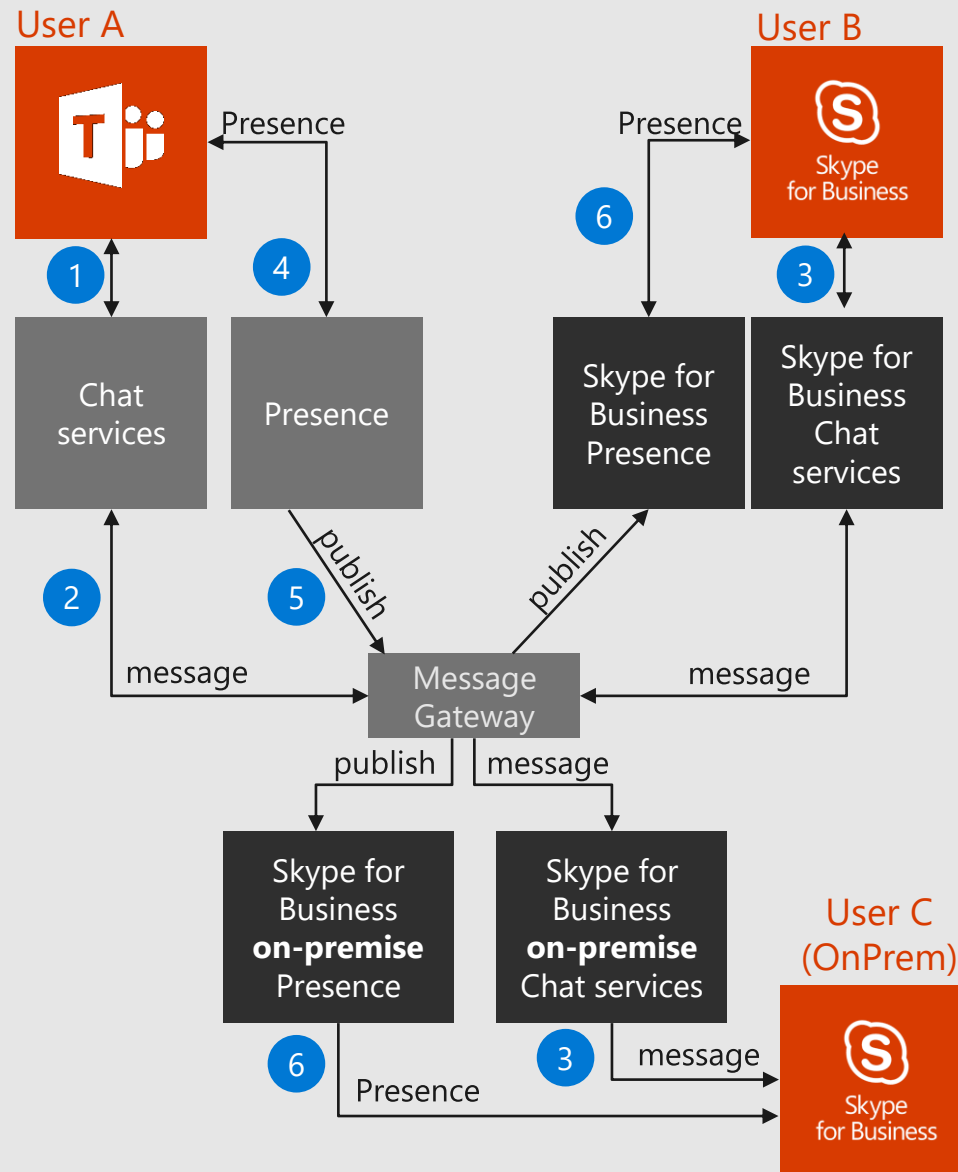 User A
User B
T
S
Skype
for Business
Presence
Presence
1
4
6
3
Chat
services
Presence
Skype for
Business
Presence
Skype for
Business
Chat
services
publish
publish
2
5
message
message
Message
Gateway
publish
message
Skype for
Business
on-premise
Presence
Skype for
Business
on-premise
Chat services
User C
(OnPrem)
6
3
message
Presence
S
Skype
for Business